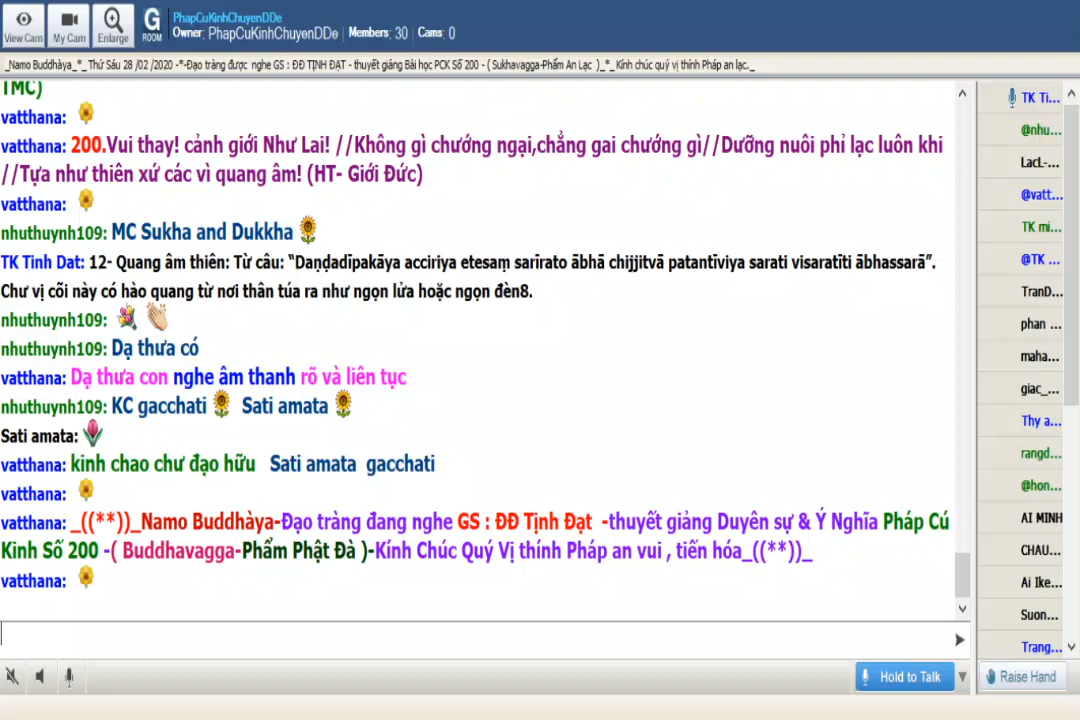 PhapCuKinhChuyenDDe
Owner: PhapCuKinhChuyenDDe | Members: 30 | Cams: 0
View Cam My Cam Enlarge G ROOM
_Namo Buddhàya_*_ Thứ Sáu 28 /02 /2020 -*-Đạo tràng được nghe GS : ĐĐ TỊNH ĐẠT - thuyết giảng Bài học PCK Số 200 - ( Sukhavagga-Phẩm An Lạc )_*_ Kính chúc quý vị thính Pháp an lạc._
TMC)
vatthana:
vatthana: 200.Vui thay! cảnh giới Như Lai! //Không gì chướng ngại,chẳng gai chướng gì//Dưỡng nuôi phỉ lạc luôn khi
//Tựa như thiên xứ các vì quang âm! (HT- Giới Đức)
vatthana:
nhuthuynh109: MC Sukha and Dukkha
TK Tinh Dat: 12- Quang âm thiên: Từ câu: “Daṇḍadīpakāya acciriya etesaṃ sarīrato ābhā chijjitvā patantīviya sarati visaratīti ābhassarā”.
Chư vị cõi này có hào quang từ nơi thân túa ra như ngọn lửa hoặc ngọn đèn8.
nhuthuynh109:
nhuthuynh109: Dạ thưa có
vatthana: Dạ thưa con nghe âm thanh rõ và liên tục
nhuthuynh109: KC gacchati Sati amata
Sati amata:
vatthana: kinh chao chư đạo hữu Sati amata gacchati
vatthana:
vatthana: _((**))_Namo Buddhàya-Đạo tràng đang nghe GS : ĐĐ Tịnh Đạt -thuyết giảng Duyên sự & Ý Nghĩa Pháp Cú
Kinh Số 200 -( Buddhavagga-Phẩm Phật Đà )-Kính Chúc Quý Vị thính Pháp an vui , tiến hóa_((**))_
vatthana:
TK Ti...
@nhu...
LacL-...
@vatt...
TK mi...
@TK ...
TranD...
phan ...
maha...
giac_...
Thy a...
rangd...
@hon...
AI MINH
CHAU...
Ai Ike...
Suon...
Trang...
Hold to Talk
Raise Hand